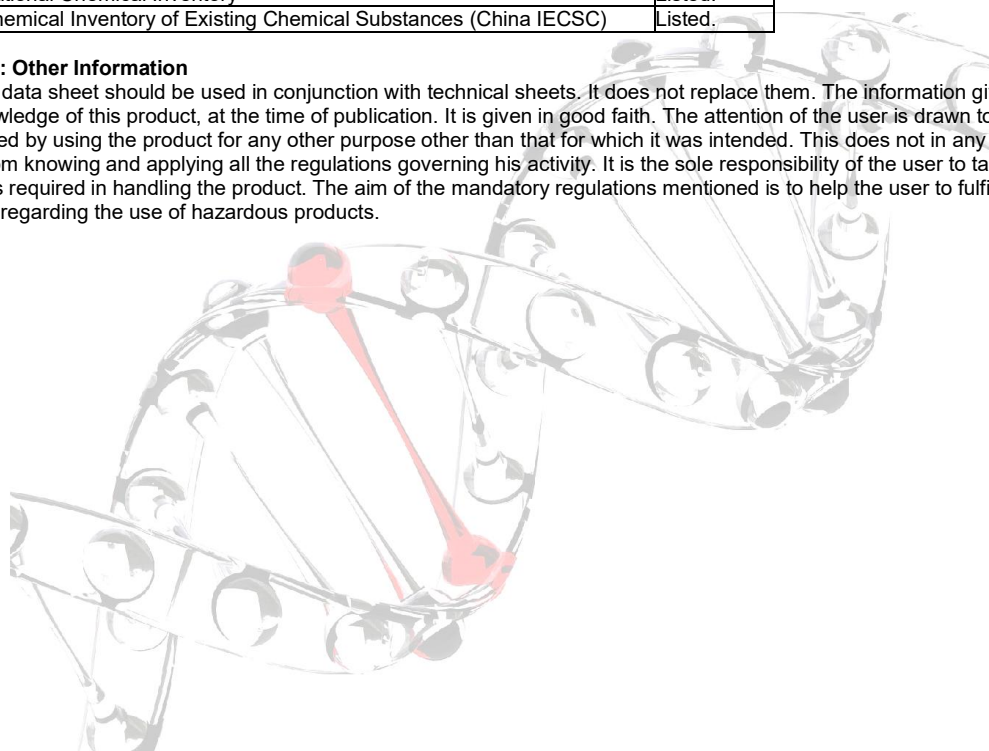 Chemical Inventory
Listed.
hemical Inventory of Existing Chemical Substances (China IECSC) Listed.
: Other Information
data sheet should be used in conjunction with technical sheets. It does not replace them. The information gi
wledge of this product, at the time of publication. It is given in good faith. The attention of the user is drawn to
ed by using the product for any other purpose other than that for which it was intended. This does not in any
om knowing and applying all the regulations governing his activity. It is the sole responsibility of the user to ta
s required in handling the product. The aim of the mandatory regulations mentioned is to help the user to fulfi
regarding the use of hazardous products.